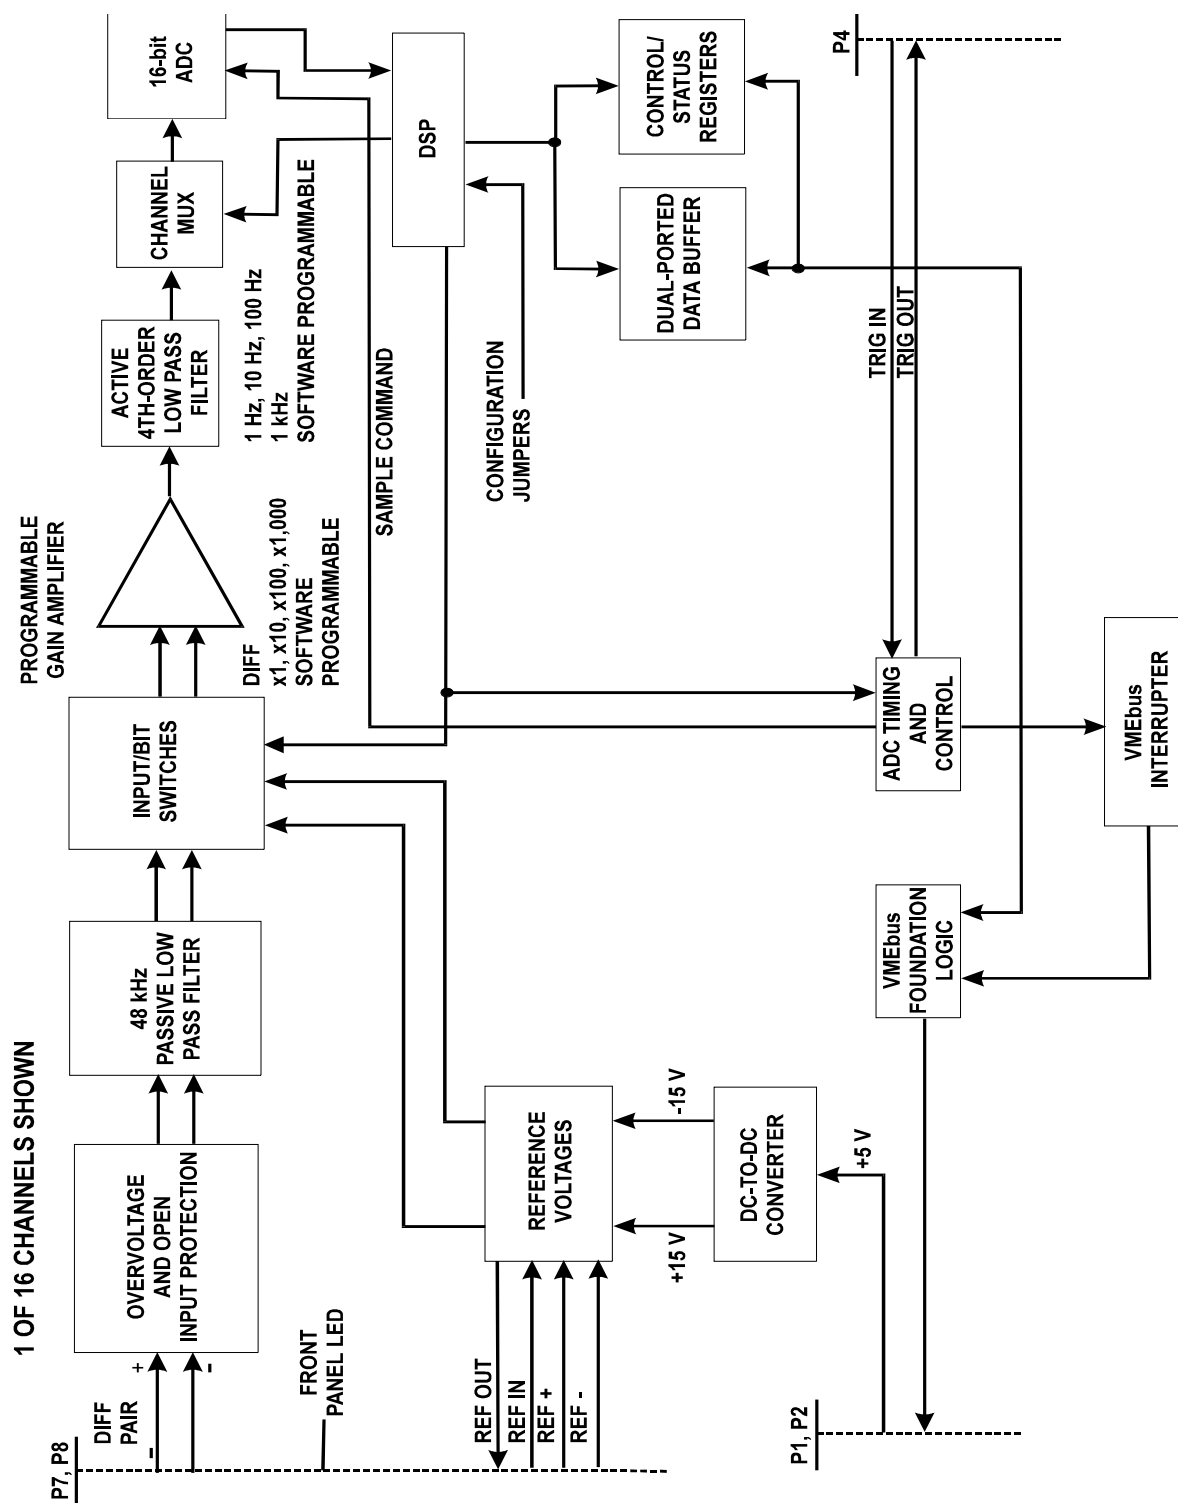 1 OF 16 CHANNELS SHOWN
P7, P8
DIFF
PAIR
+
-
-
OVERVOLTAGE
AND OPEN
INPUT PROTECTION
48 kHz
PASSIVE LOW
PASS FILTER
INPUT/BIT
SWITCHES
PROGRAMMABLE
GAIN AMPLIFIER
DIFF
x1, x10, x100, x1,000
SOFTWARE
PROGRAMMABLE
ACTIVE
4TH-ORDER
LOW PASS
FILTER
1 Hz, 10 Hz, 100 Hz
1 kHz
SOFTWARE PROGRAMMABLE
CHANNEL
MUX
16-bit
ADC
FRONT
PANEL LED
SAMPLE COMMAND
DSP
CONFIGURATION
JUMPERS
REF OUT
REF IN
REF +
REF -
REFERENCE
VOLTAGES
+15 V
-15 V
DC-TO-DC
CONVERTER
+5 V
P1, P2
DUAL-PORTED
DATA BUFFER
CONTROL/
STATUS
REGISTERS
P4
TRIG IN
TRIG OUT
ADC TIMING
AND
CONTROL
VMEbus
FOUNDATION
LOGIC
VMEbus
INTERRUPTER